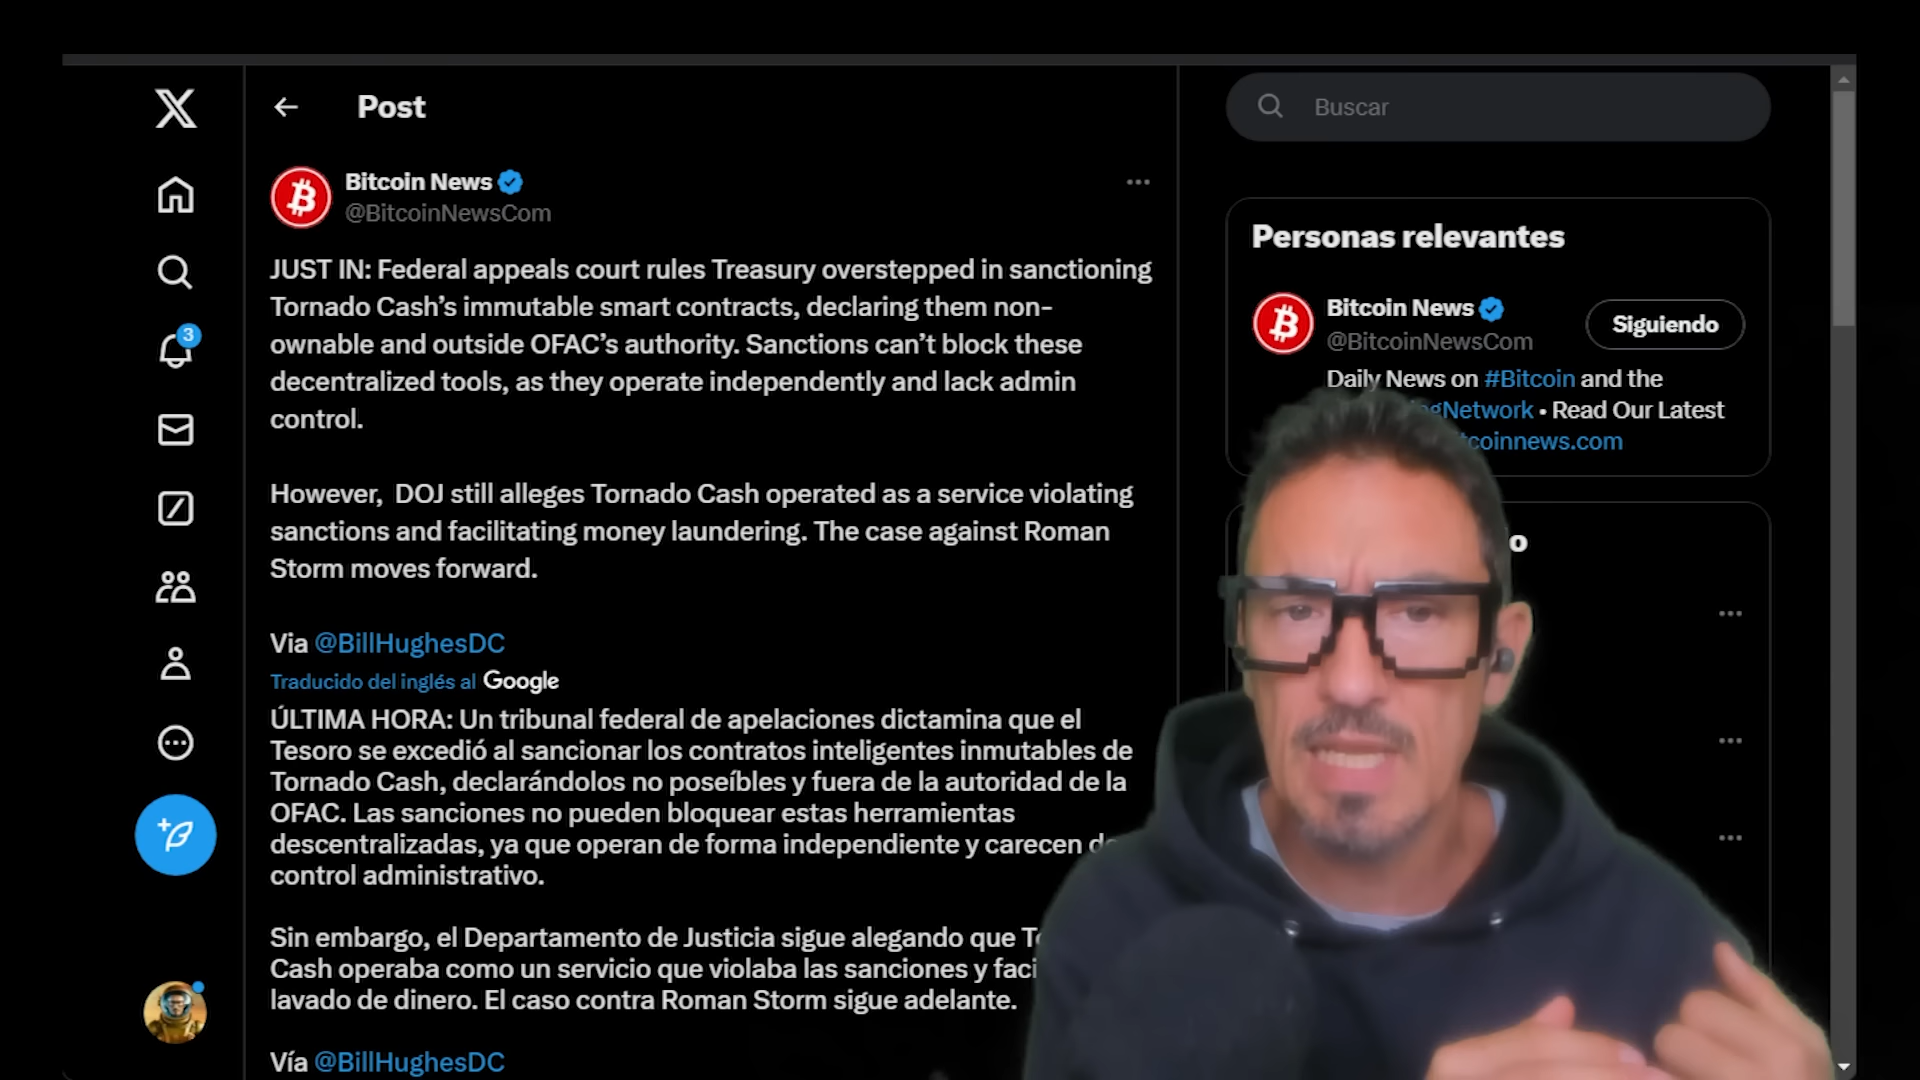 Post
Buscar
Bitcoin News
@BitcoinNewsCom
JUST IN: Federal appeals court rules Treasury overstepped in sanctioning
Tornado Cash’s immutable smart contracts, declaring them non-
ownable and outside OFAC’s authority. Sanctions can’t block these
decentralized tools, as they operate independently and lack admin
control.
However,  DOJ still alleges Tornado Cash operated as a service violating
sanctions and facilitating money laundering. The case against Roman
Storm moves forward.
Via @BillHughesDC
Traducido del inglés al Google
ÚLTIMA HORA: Un tribunal federal de apelaciones dictamina que el
Tesoro se excedió al sancionar los contratos inteligentes inmutables de
Tornado Cash, declarándolos no poseíbles y fuera de la autoridad de la
OFAC. Las sanciones no pueden bloquear estas herramientas
descentralizadas, ya que operan de forma independiente y carecen
control administrativo.
Sin embargo, el Departamento de Justicia sigue alegando que
Cash operaba como un servicio que violaba las sanciones y
lavado de dinero. El caso contra Roman Storm sigue adelante.
Vía @BillHughesDC
3
Personas relevantes
Bitcoin News
@BitcoinNewsCom
Siguiendo
Daily News on #Bitcoin and the
gNetwork • Read Our Latest
tcoinnews.com